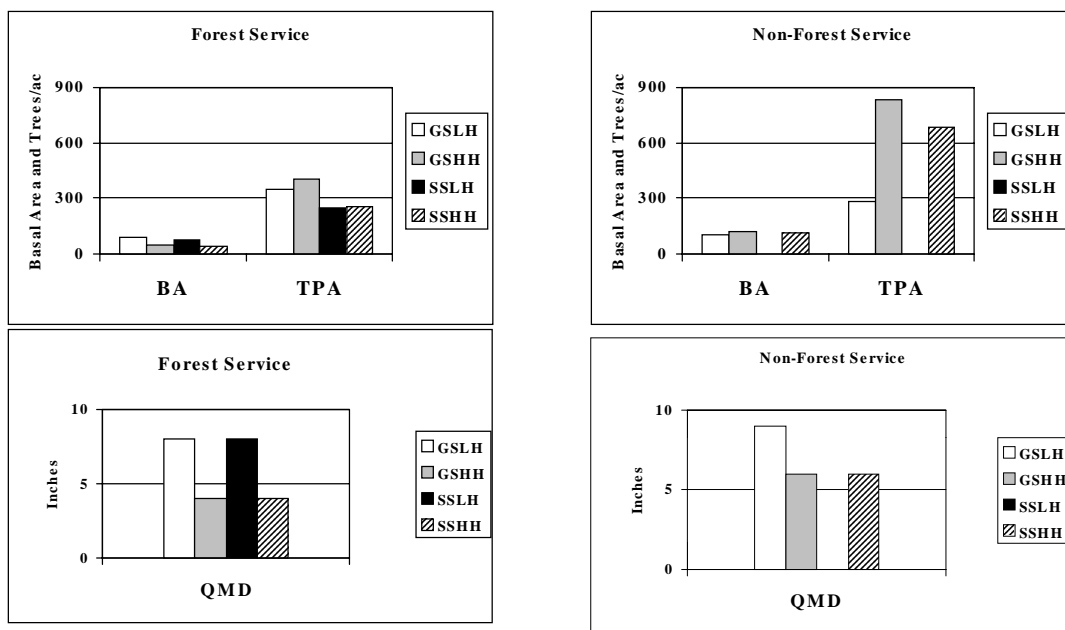 Forest Service
Basal Area and Trees/ac
900
600
300
0
BA TPA
GSLH
GSHH
SSLH
SSHH
Non-Forest Service
Basal Area and Trees/ac
900
600
300
0
BA TPA
GSLH
GSHH
SSLH
SSHH
Forest Service
Inches
10
5
0
QMD
GSLH
GSHH
SSLH
SSHH
Non-Forest Service
Inches
10
5
0
QMD
GSLH
GSHH
SSLH
SSHH